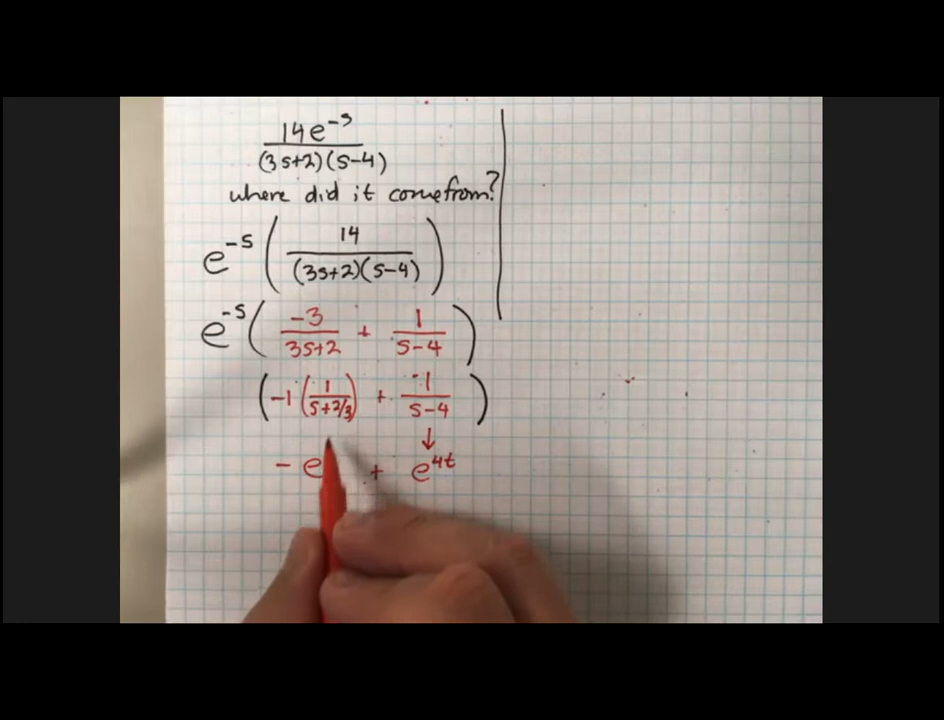 14e^-s
(3s+2)(s-4)
where did it come from?
e^-s ( 14 / (3s+2)(s-4) )
e^-s ( -3 / 3s+2 + 1 / s-4 )
( -1 ( 1 / s+2/3 ) + 1 / s-4 )
↓
- e + e^4t